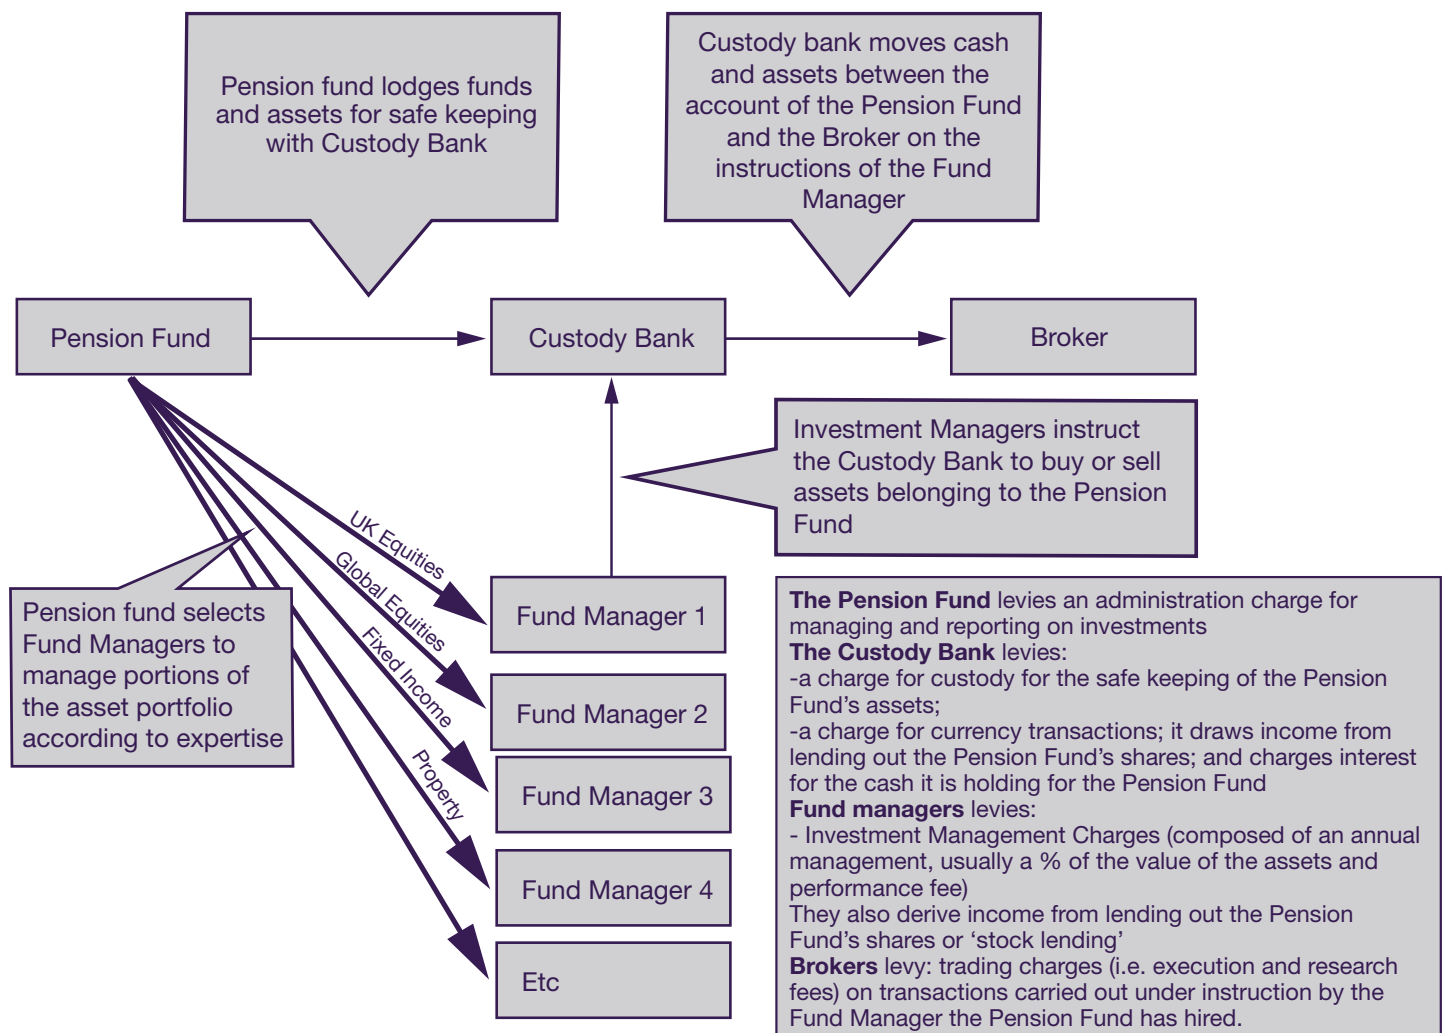 Pension fund lodges funds
and assets for safe keeping
with Custody Bank
Custody bank moves cash
and assets between the
account of the Pension Fund
and the Broker on the
instructions of the Fund
Manager
Pension Fund
Custody Bank
Broker
Investment Managers instruct
the Custody Bank to buy or sell
assets belonging to the Pension
Fund
UK Equities
Global Equities
Fixed Income
Property
Pension fund selects
Fund Managers to
manage portions of
the asset portfolio
according to expertise
Fund Manager 1
Fund Manager 2
Fund Manager 3
Fund Manager 4
Etc
The Pension Fund levies an administration charge for
managing and reporting on investments
The Custody Bank levies:
-a charge for custody for the safe keeping of the Pension
Fund’s assets;
-a charge for currency transactions; it draws income from
lending out the Pension Fund’s shares; and charges interest
for the cash it is holding for the Pension Fund
Fund managers levies:
- Investment Management Charges (composed of an annual
management, usually a % of the value of the assets and
performance fee)
They also derive income from lending out the Pension
Fund’s shares or ‘stock lending’
Brokers levy: trading charges (i.e. execution and research
fees) on transactions carried out under instruction by the
Fund Manager the Pension Fund has hired.